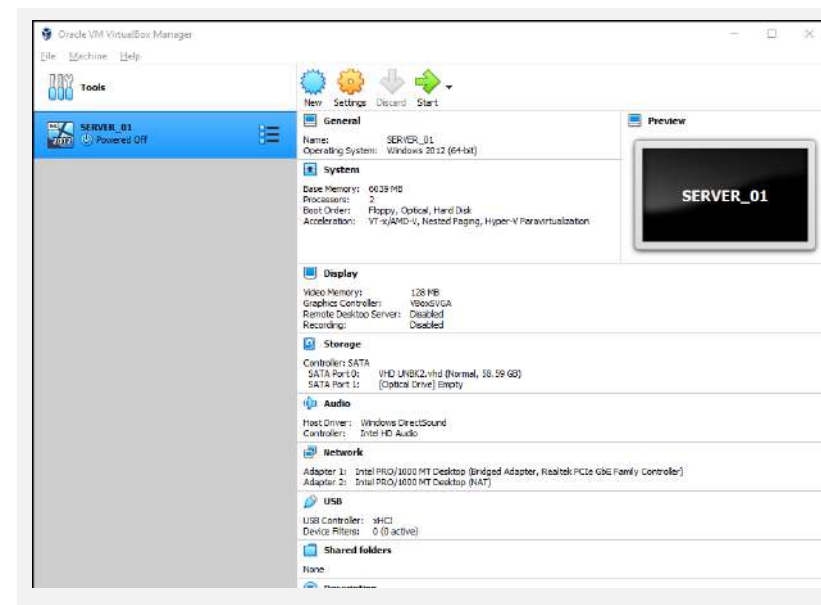 Oracle VM VirtualBox Manager
File Machine Help
Tools
New Settings Discard Start
SERVER_01
Powered Off
2012
General
Name: SERVER_01
Operating System: Windows 2012 (64-bit)
Preview
SERVER_01
System
Base Memory: 6039 MB
Processors: 2
Boot Order: Floppy, Optical, Hard Disk
Acceleration: VT-x/AMD-V, Nested Paging, Hyper-V Paravirtualization
Display
Video Memory: 128 MB
Graphics Controller: VBoxSVGA
Remote Desktop Server: Disabled
Recording: Disabled
Storage
Controller: SATA
SATA Port 0: VHD UNBK2.vhd (Normal, 58.59 GB)
SATA Port 1: [Optical Drive] Empty
Audio
Host Driver: Windows DirectSound
Controller: Intel HD Audio
Network
Adapter 1: Intel PRO/1000 MT Desktop (Bridged Adapter, Realtek PCIe GbE Family Controller)
Adapter 2: Intel PRO/1000 MT Desktop (NAT)
USB
USB Controller: xHCI
Device Filters: 0 (0 active)
Shared folders
None
Description